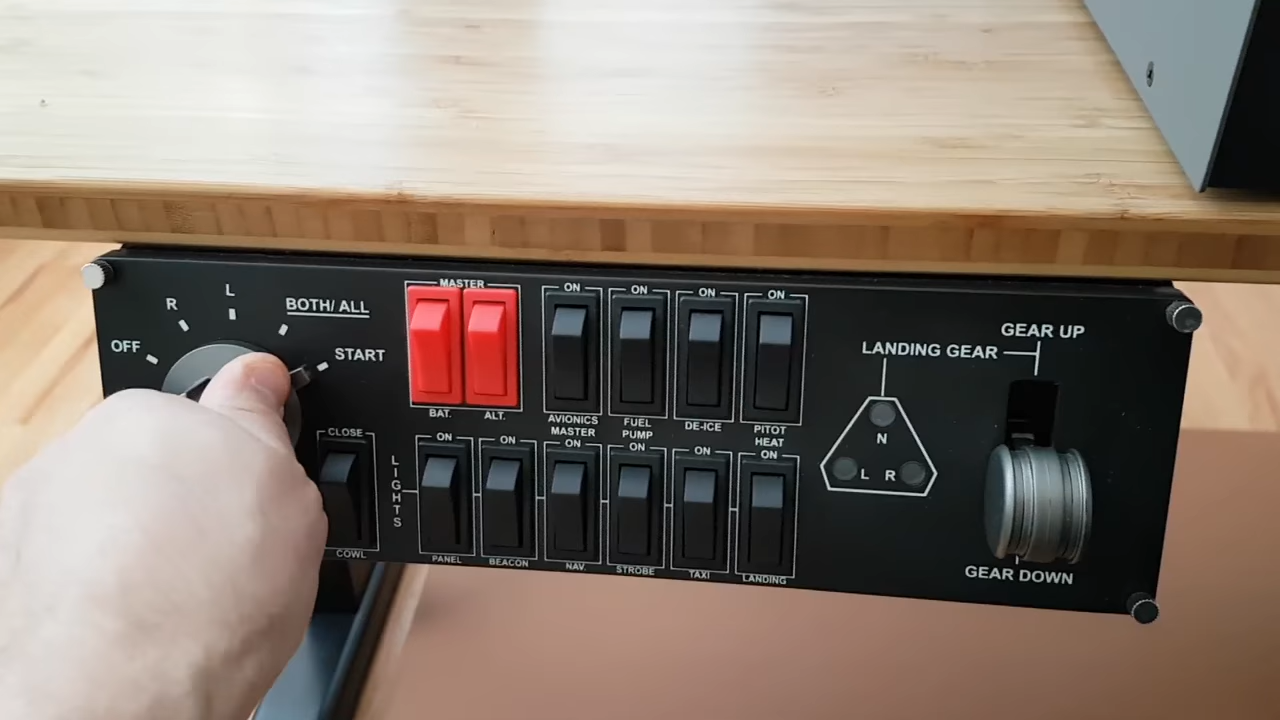 OFF
R
L
BOTH/ ALL
START
MASTER
BAT.
ALT.
ON
AVIONICS
MASTER
ON
FUEL
PUMP
ON
DE-ICE
ON
PITOT
HEAT
CLOSE
COWL
LIGHTS
ON
PANEL
ON
BEACON
ON
NAV.
ON
STROBE
ON
TAXI
ON
LANDING
LANDING GEAR
N
L
R
GEAR UP
GEAR DOWN